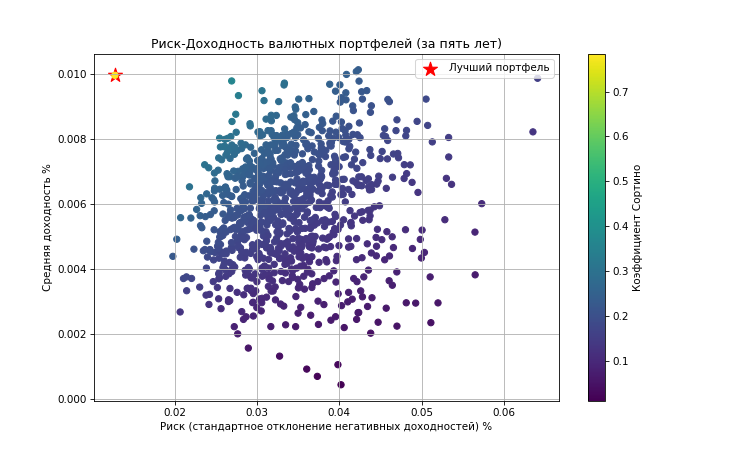 Риск-Доходность валютных портфелей (за пять лет)
Лучший портфель
Средняя доходность %
0.010
0.008
0.006
0.004
0.002
0.000
0.02 0.03 0.04 0.05 0.06
Риск (стандартное отклонение негативных доходностей) %
0.7
0.6
0.5
0.4
0.3
0.2
0.1
Коэффициент Сортино